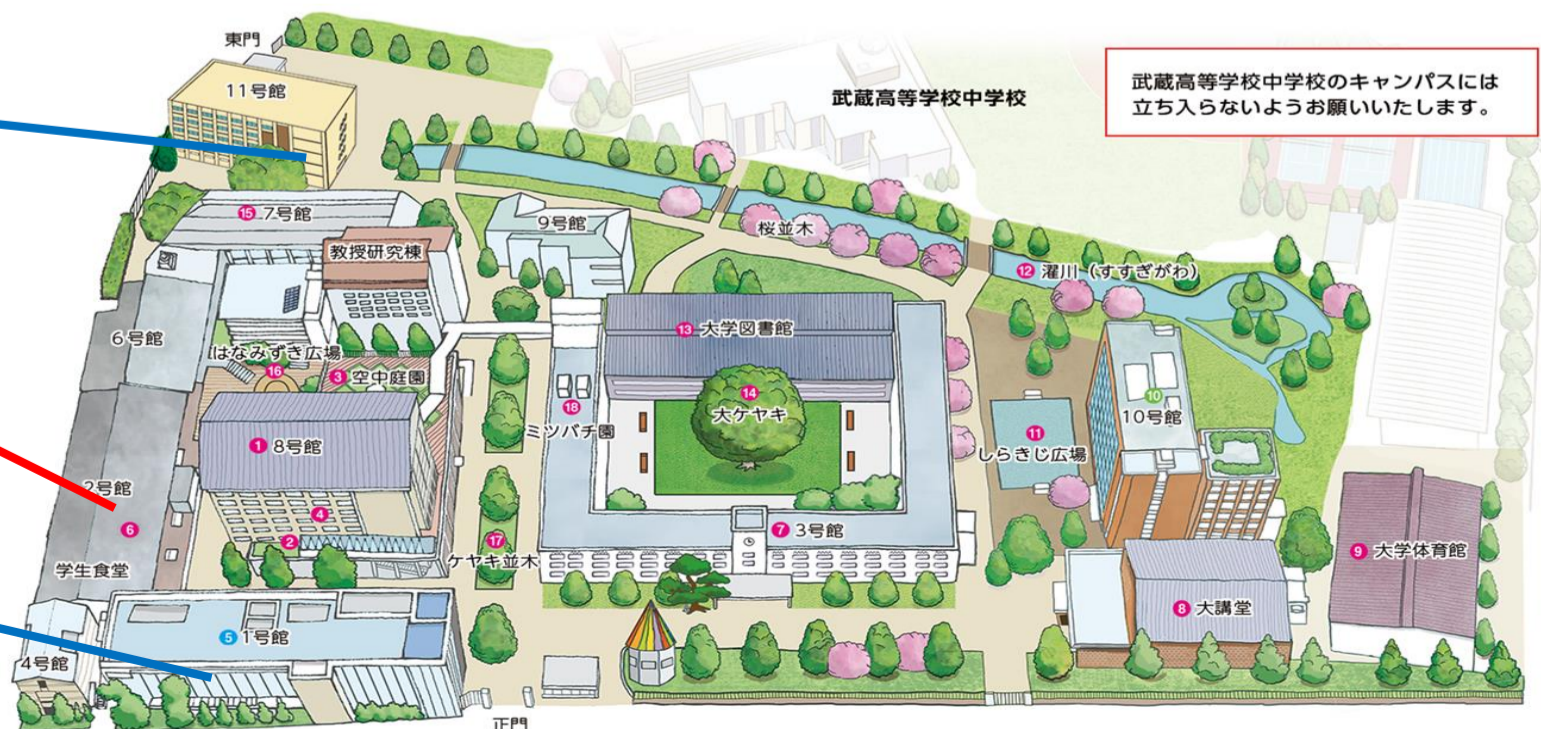 東門
11号館
武蔵高等学校中学校
武蔵高等学校中学校のキャンパスには
立ち入らないようお願いいたします。
15 7号館
9号館
桜並木
教授研究棟
12 濯川（すすぎがわ）
6号館
13 大学図書館
はなみずき広場
16
3 空中庭園
14
大ケヤキ
18
ミツバチ園
10
10号館
11
しらきじ広場
1 8号館
2号館
6
4
2
17
ケヤキ並木
7 3号館
9 大学体育館
学生食堂
8 大講堂
5 1号館
4号館
正門